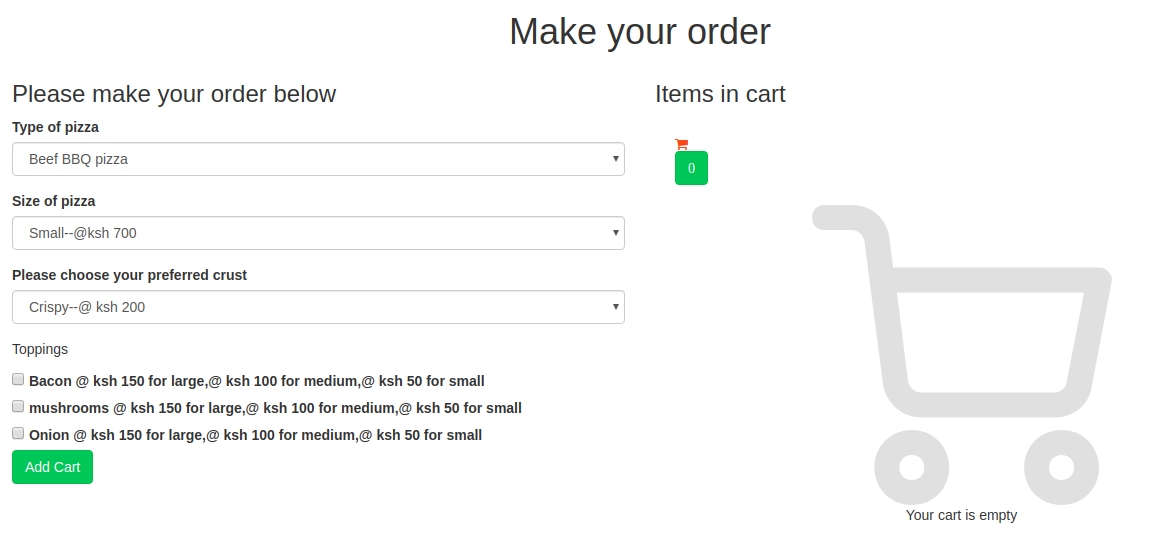 Make your order
Please make your order below
Type of pizza
Beef BBQ pizza
Size of pizza
Small--@ksh 700
Please choose your preferred crust
Crispy--@ ksh 200
Toppings
Bacon @ ksh 150 for large,@ ksh 100 for medium,@ ksh 50 for small
mushrooms @ ksh 150 for large,@ ksh 100 for medium,@ ksh 50 for small
Onion @ ksh 150 for large,@ ksh 100 for medium,@ ksh 50 for small
Add Cart
Items in cart
()
Your cart is empty